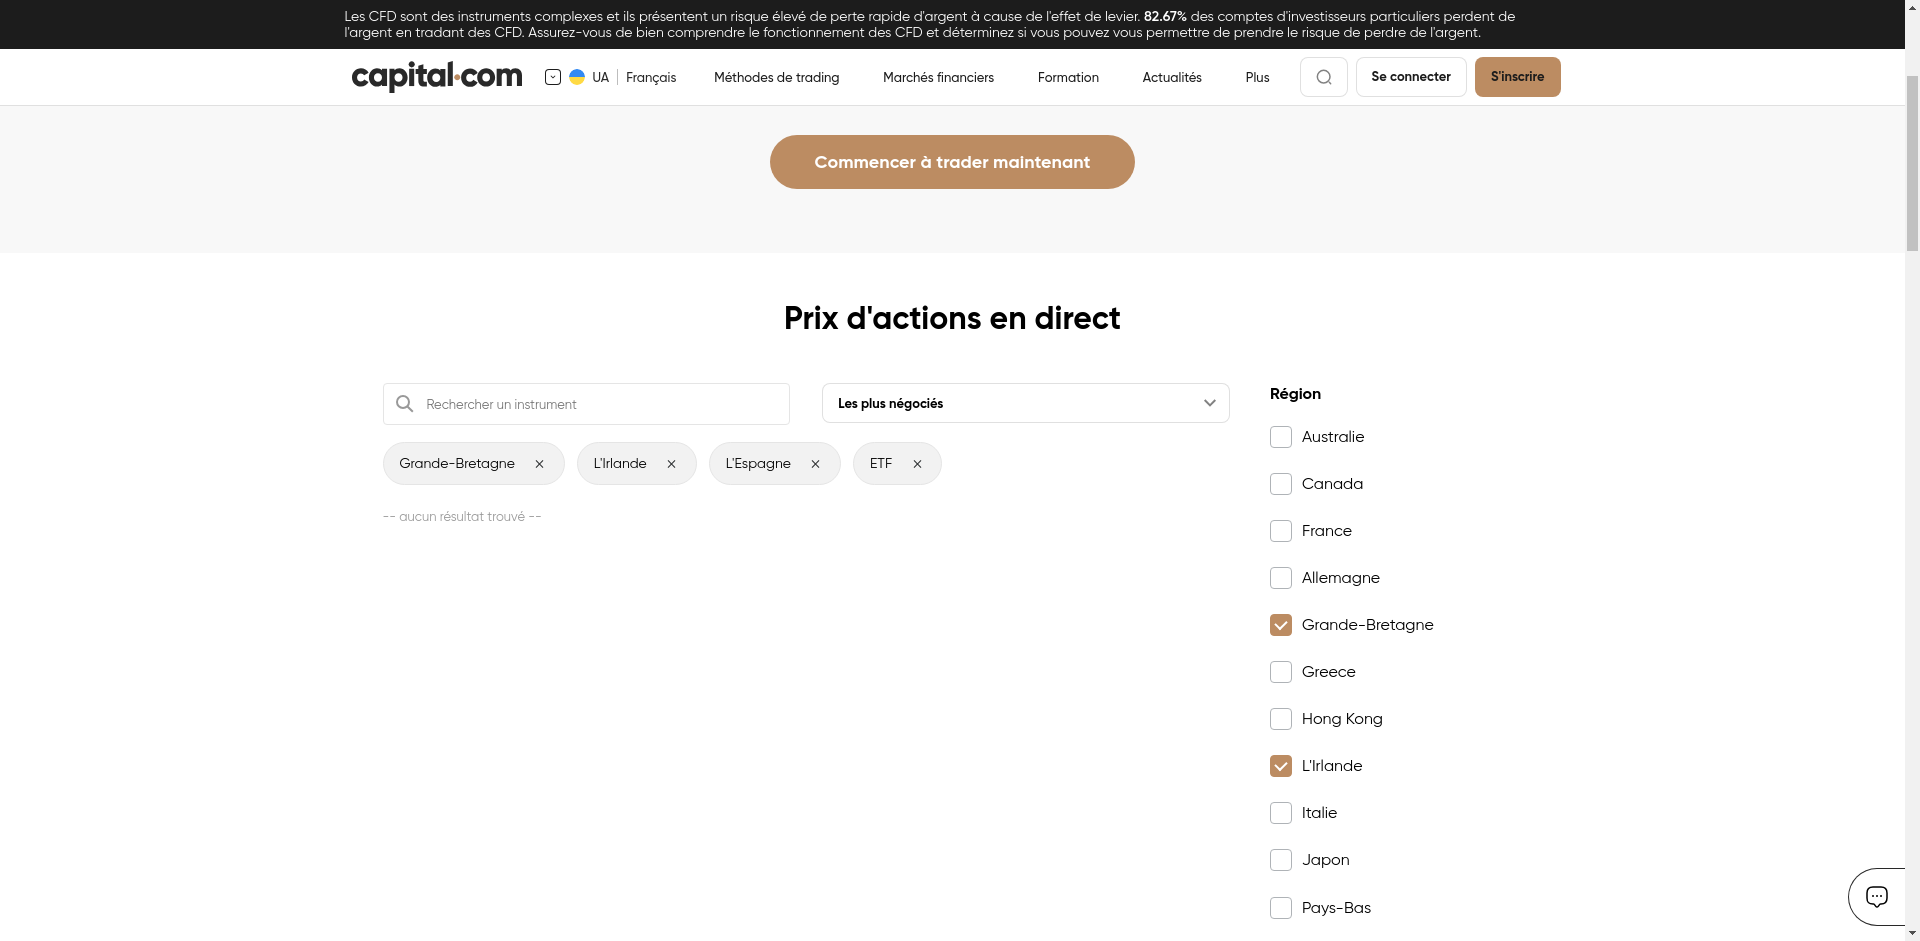 Les CFD sont des instruments complexes et ils présentent un risque élevé de perte rapide d'argent à cause de l'effet de levier. 82.67% des comptes d'investisseurs particuliers perdent de
l'argent en tradant des CFD. Assurez-vous de bien comprendre le fonctionnement des CFD et déterminez si vous pouvez vous permettre de prendre le risque de perdre de l'argent.
capital.com UA Français Méthodes de trading Marchés financiers Formation Actualités Plus Se connecter S'inscrire
Commencer à trader maintenant
Prix d'actions en direct
Rechercher un instrument
Les plus négociés
Grande-Bretagne L'Irlande L'Espagne ETF
-- aucun résultat trouvé --
Région
Australie
Canada
France
Allemagne
Grande-Bretagne
Greece
Hong Kong
L'Irlande
Italie
Japon
Pays-Bas